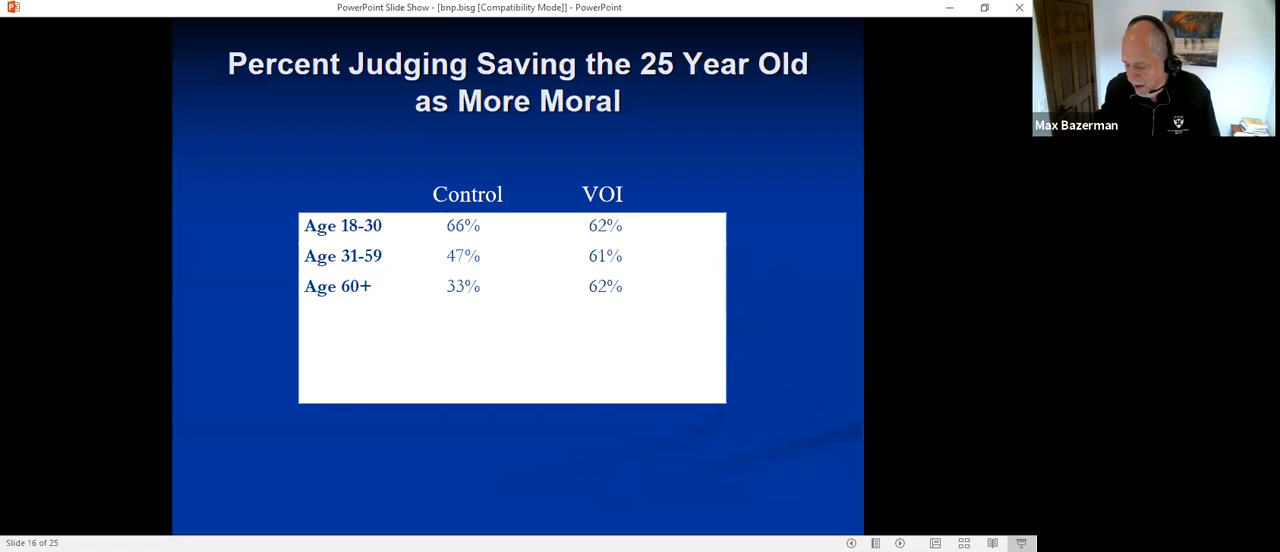 PowerPoint Slide Show - [bnp.bisg [Compatibility Mode]] - PowerPoint
Percent Judging Saving the 25 Year Old
as More Moral
Control VOI
Age 18-30 66% 62%
Age 31-59 47% 61%
Age 60+ 33% 62%
Max Bazerman
Slide 16 of 25